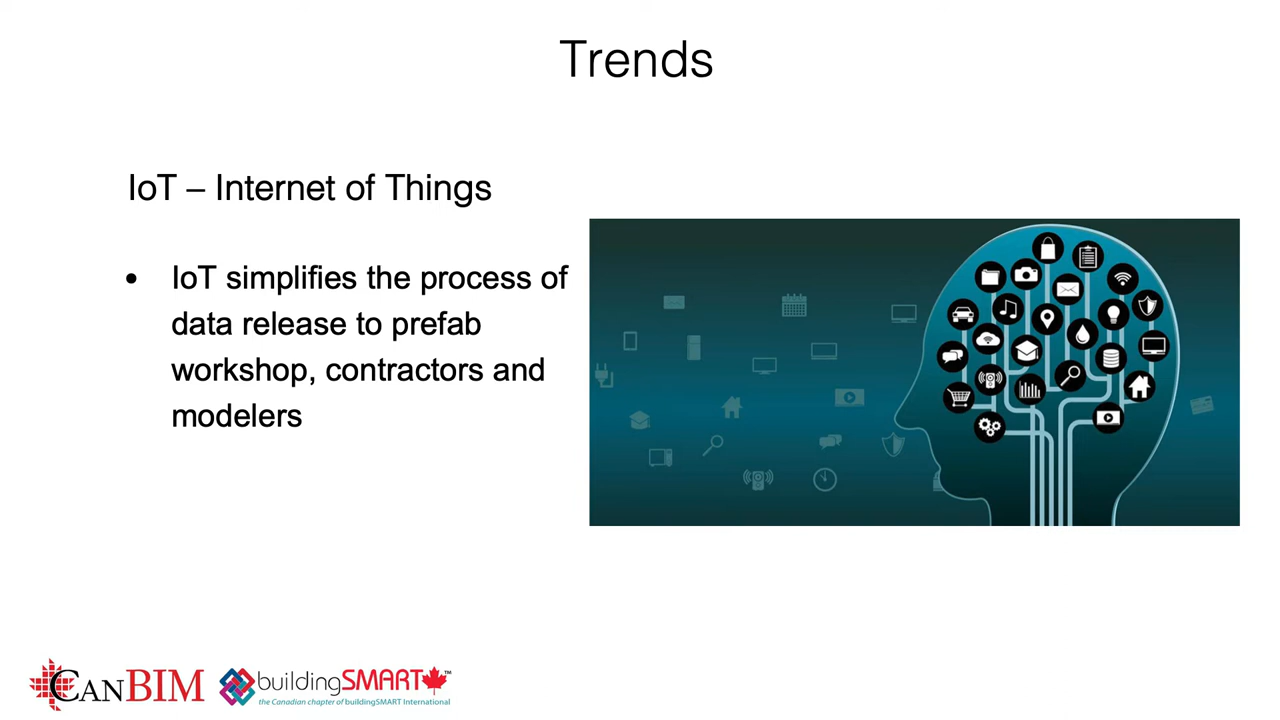 Trends
IoT – Internet of Things
• IoT simplifies the process of
data release to prefab
workshop, contractors and
modelers
CanBIM
buildingSMART™
the Canadian chapter of buildingSMART International